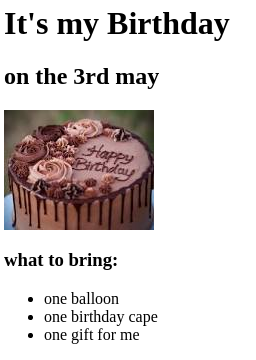 It's my Birthday
on the 3rd may
Happy
Birthday
what to bring:
one balloon
one birthday cape
one gift for me